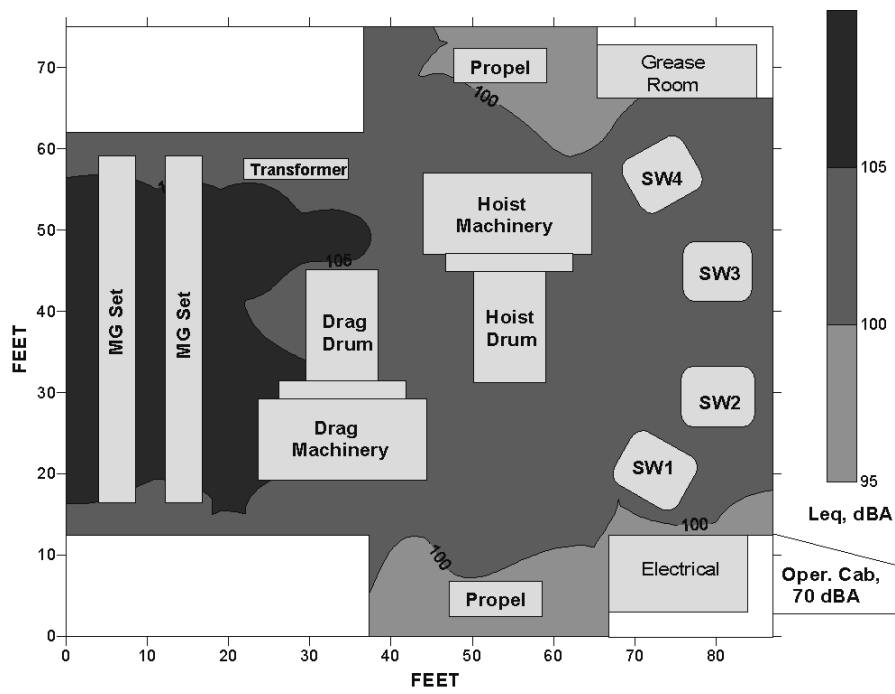 70
60
50
40
30
20
10
0
FEET
0
10
20
30
40
50
60
70
80
FEET
Propel
Grease
Room
100
Transformer
SW4
Hoist
Machinery
105
SW3
MG Set
MG Set
Drag
Drum
Hoist
Drum
SW2
Drag
Machinery
SW1
100
100
Electrical
Propel
105
100
95
Leq, dBA
Oper. Cab,
70 dBA